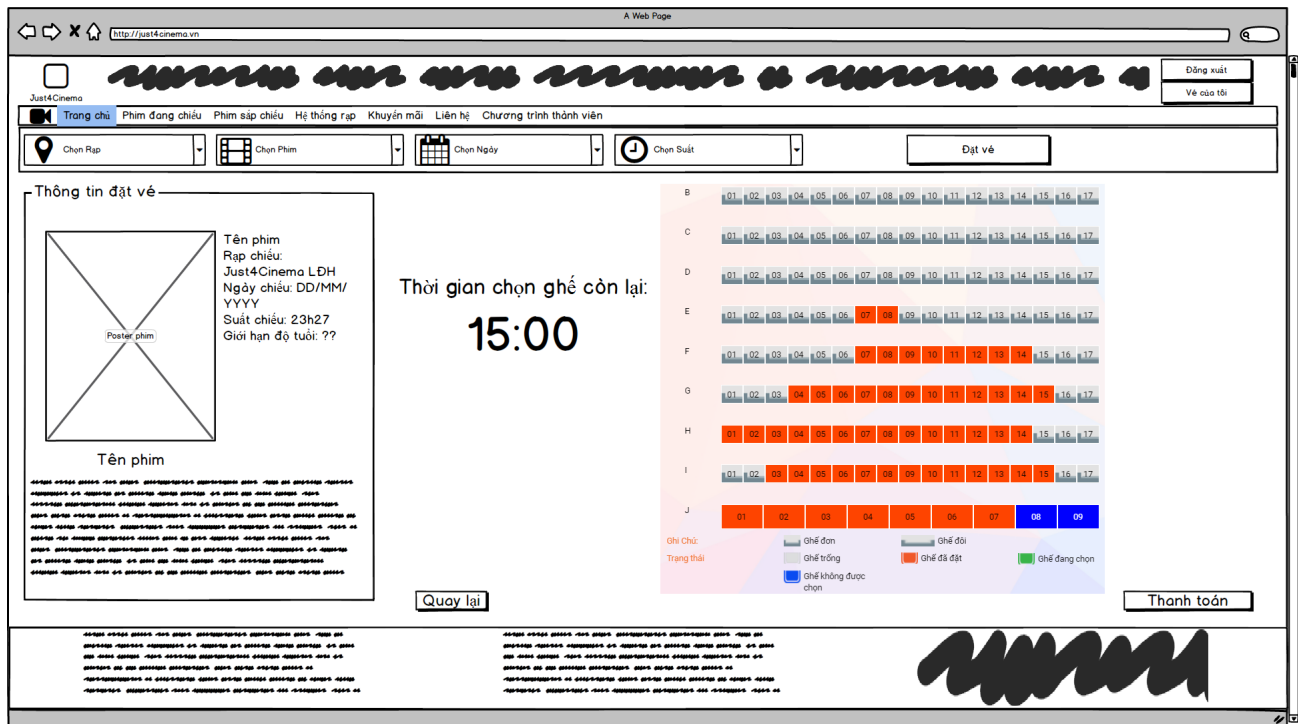 A Web Page
http://just4cinema.vn
Just4Cinema
Đăng xuất
Vé của tôi
Trang chủ Phim đang chiếu Phim sắp chiếu Hệ thống rạp Khuyến mãi Liên hệ Chương trình thành viên
Chọn Rạp Chọn Phim Chọn Ngày Chọn Suất Đặt vé
Thông tin đặt vé
Poster phim
Tên phim
Rạp chiếu:
Just4Cinema LĐH
Ngày chiếu: DD/MM/
YYYY
Suất chiếu: 23h27
Giới hạn độ tuổi: ??
Tên phim
Thời gian chọn ghế còn lại:
15:00
B 01 02 03 04 05 06 07 08 09 10 11 12 13 14 15 16 17
C 01 02 03 04 05 06 07 08 09 10 11 12 13 14 15 16 17
D 01 02 03 04 05 06 07 08 09 10 11 12 13 14 15 16 17
E 01 02 03 04 05 06 07 08 09 10 11 12 13 14 15 16 17
F 01 02 03 04 05 06 07 08 09 10 11 12 13 14 15 16 17
G 01 02 03 04 05 06 07 08 09 10 11 12 13 14 15 16 17
H 01 02 03 04 05 06 07 08 09 10 11 12 13 14 15 16 17
I 01 02 03 04 05 06 07 08 09 10 11 12 13 14 15 16 17
J 01 02 03 04 05 06 07 08 09
Ghi Chú: Ghế đơn Ghế đôi
Trạng thái Ghế trống Ghế đã đặt Ghế đang chọn
Ghế không được
chọn
Quay lại
Thanh toán